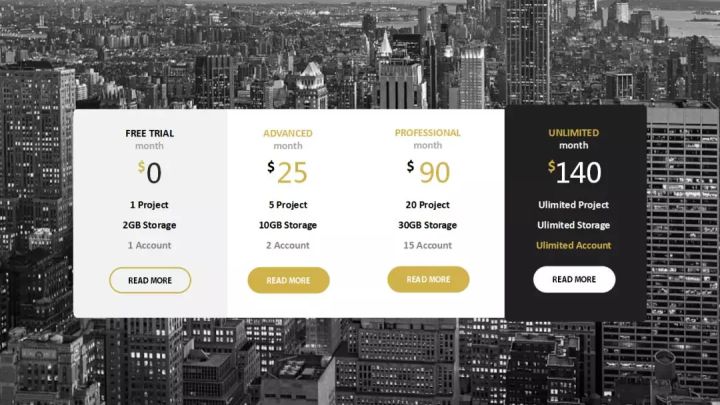 FREE TRIAL
month
$0
1 Project
2GB Storage
1 Account
READ MORE
ADVANCED
month
$25
5 Project
10GB Storage
2 Account
READ MORE
PROFESSIONAL
month
$90
20 Project
30GB Storage
15 Account
READ MORE
UNLIMITED
month
$140
Ulimited Project
Ulimited Storage
Ulimited Account
READ MORE